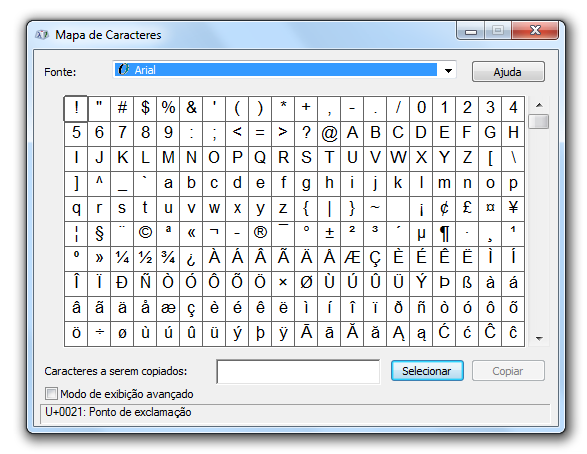 Mapa de Caracteres
Fonte: Arial Ajuda
! " # $ % & ' ( ) * + , - . / 0 1 2 3 4
5 6 7 8 9 : ; < = > ? @ A B C D E F G H
I J K L M N O P Q R S T U V W X Y Z [ \
] ^ _ ` a b c d e f g h i j k l m n o p
q r s t u v w x y z { | } ~ ¡ ¢ £ ¤ ¥
¦ § ¨ © ª « ¬ - ® ¯ ° ± ² ³ ´ µ ¶ · ¸ ¹
º » ¼ ½ ¾ ¿ À Á Â Ã Ä Å Æ Ç È É Ê Ë Ì Í
Î Ï Ð Ñ Ò Ó Ô Õ Ö × Ø Ù Ú Û Ü Ý Þ ß à á
â ã ä å æ ç è é ê ë ì í î ï ð ñ ò ó ô õ
ö ÷ ø ù ú û ü ý þ ÿ Ā ā Ă ă Ą ą Ć ć Ĉ ĉ
Caracteres a serem copiados: Selecionar Copiar
Modo de exibição avançado
U+0021: Ponto de exclamação